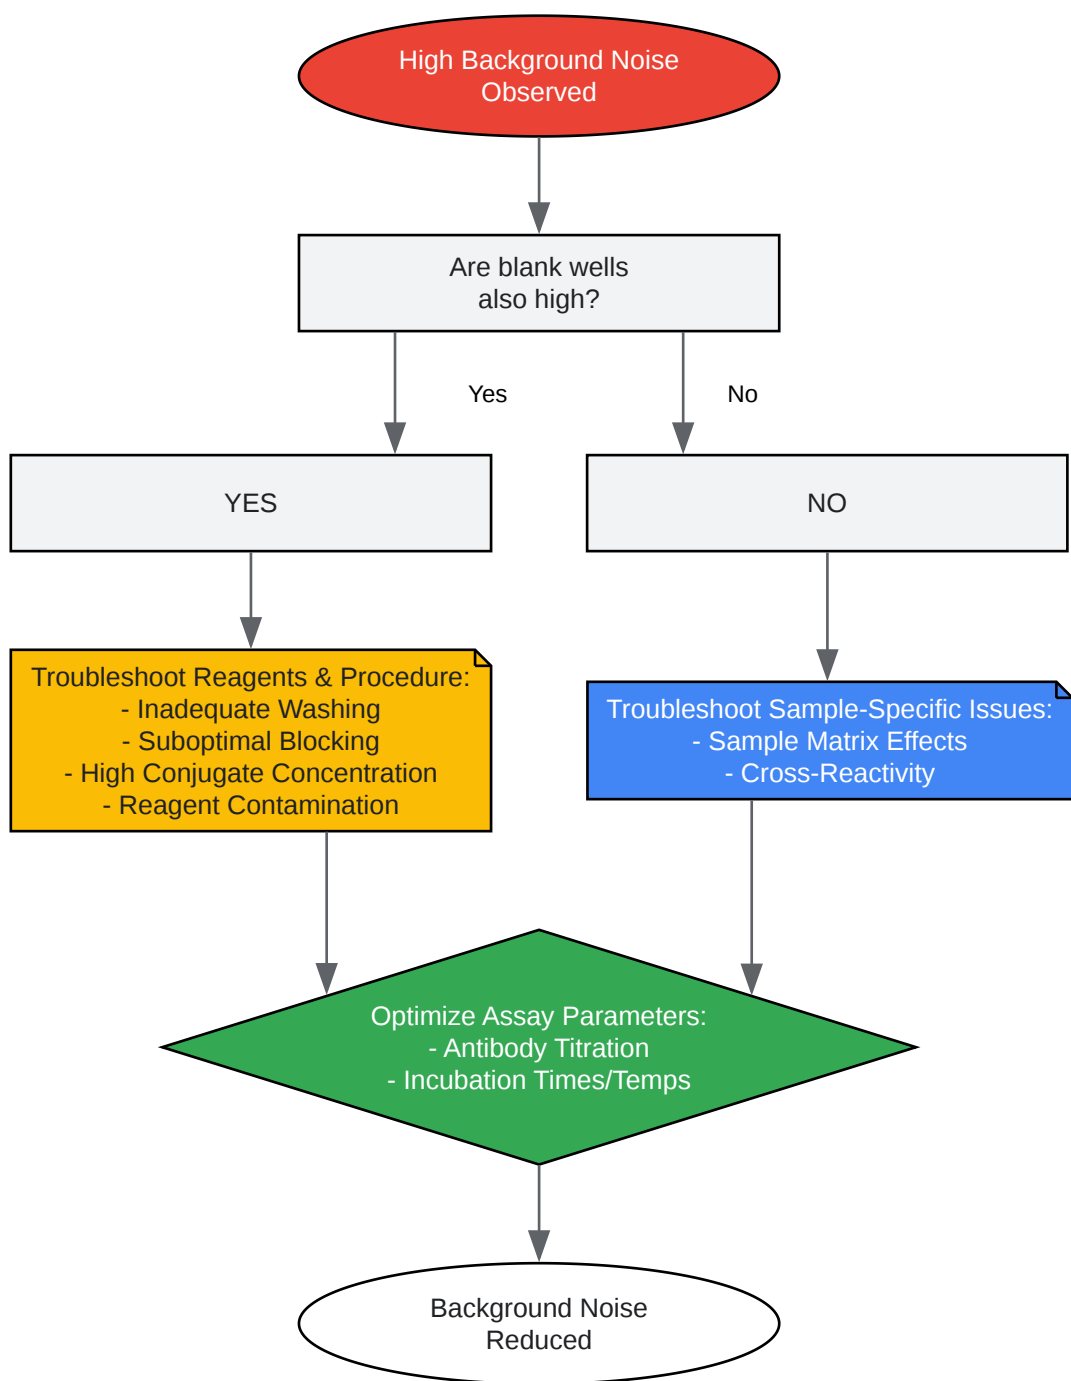 High Background Noise
Observed
Are blank wells
also high?
Yes
No
YES
NO
Troubleshoot Reagents & Procedure:
- Inadequate Washing
- Suboptimal Blocking
- High Conjugate Concentration
- Reagent Contamination
Troubleshoot Sample-Specific Issues:
- Sample Matrix Effects
- Cross-Reactivity
Optimize Assay Parameters:
- Antibody Titration
- Incubation Times/Temps
Background Noise
Reduced